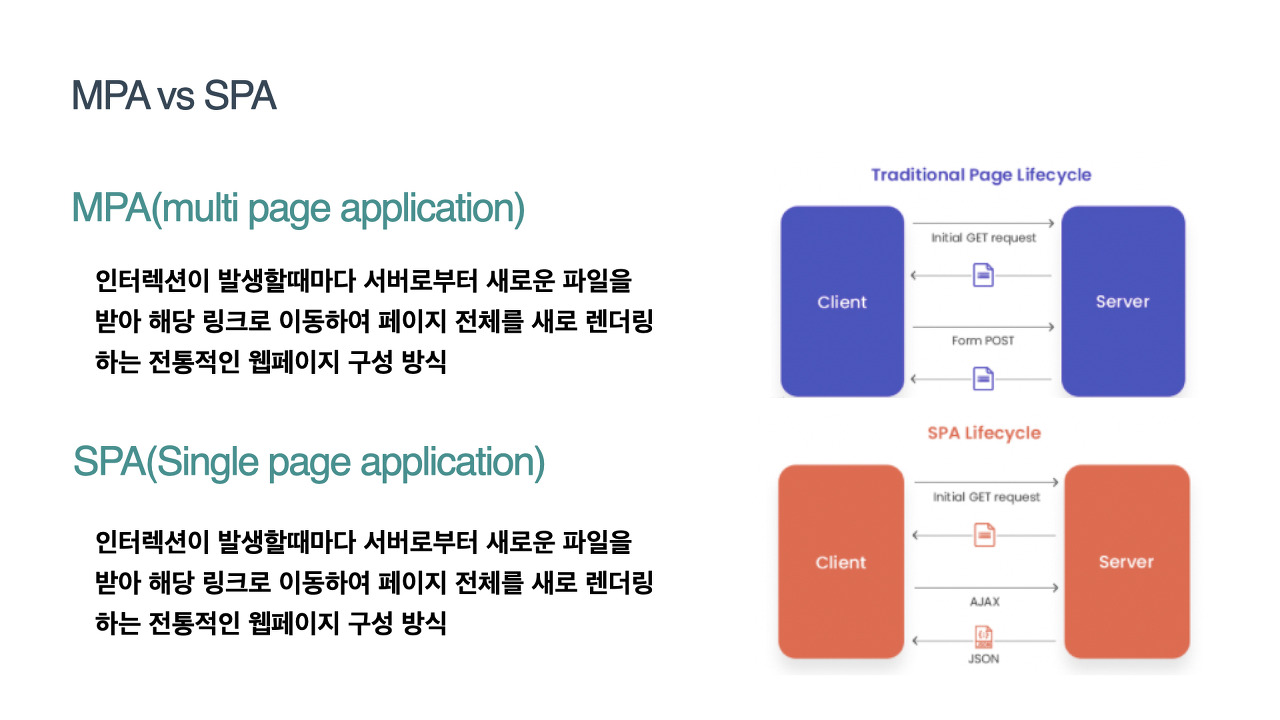 MPA vs SPA
MPA(multi page application)
인터렉션이 발생할때마다 서버로부터 새로운 파일을
받아 해당 링크로 이동하여 페이지 전체를 새로 렌더링
하는 전통적인 웹페이지 구성 방식
SPA(Single page application)
인터렉션이 발생할때마다 서버로부터 새로운 파일을
받아 해당 링크로 이동하여 페이지 전체를 새로 렌더링
하는 전통적인 웹페이지 구성 방식
Traditional Page Lifecycle
Initial GET request
Client
Server
Form POST
SPA Lifecycle
Initial GET request
Client
Server
AJAX
JSON